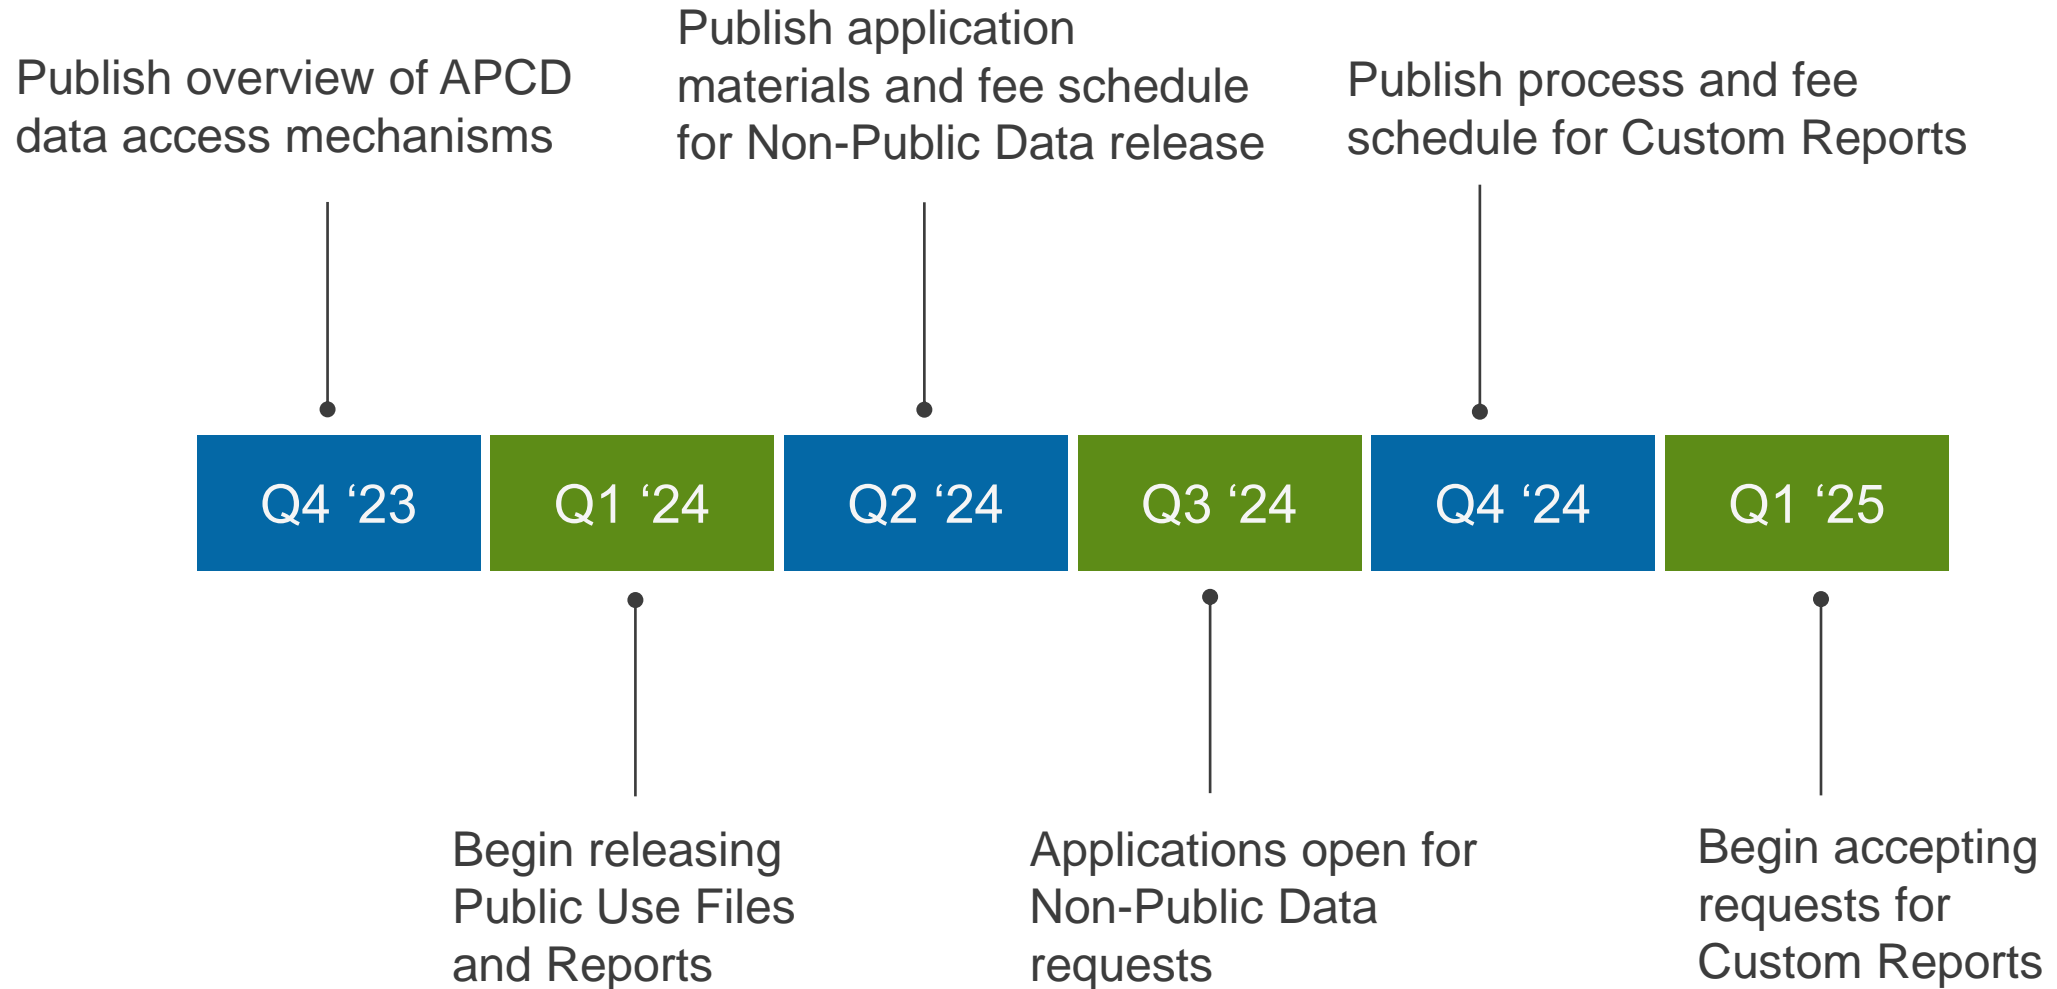 Publish overview of APCD
data access mechanisms
Publish application
materials and fee schedule
for Non-Public Data release
Publish process and fee
schedule for Custom Reports
Q4 ‘23
Q1 ‘24
Q2 ‘24
Q3 ‘24
Q4 ‘24
Q1 ‘25
Begin releasing
Public Use Files
and Reports
Applications open for
Non-Public Data
requests
Begin accepting
requests for
Custom Reports